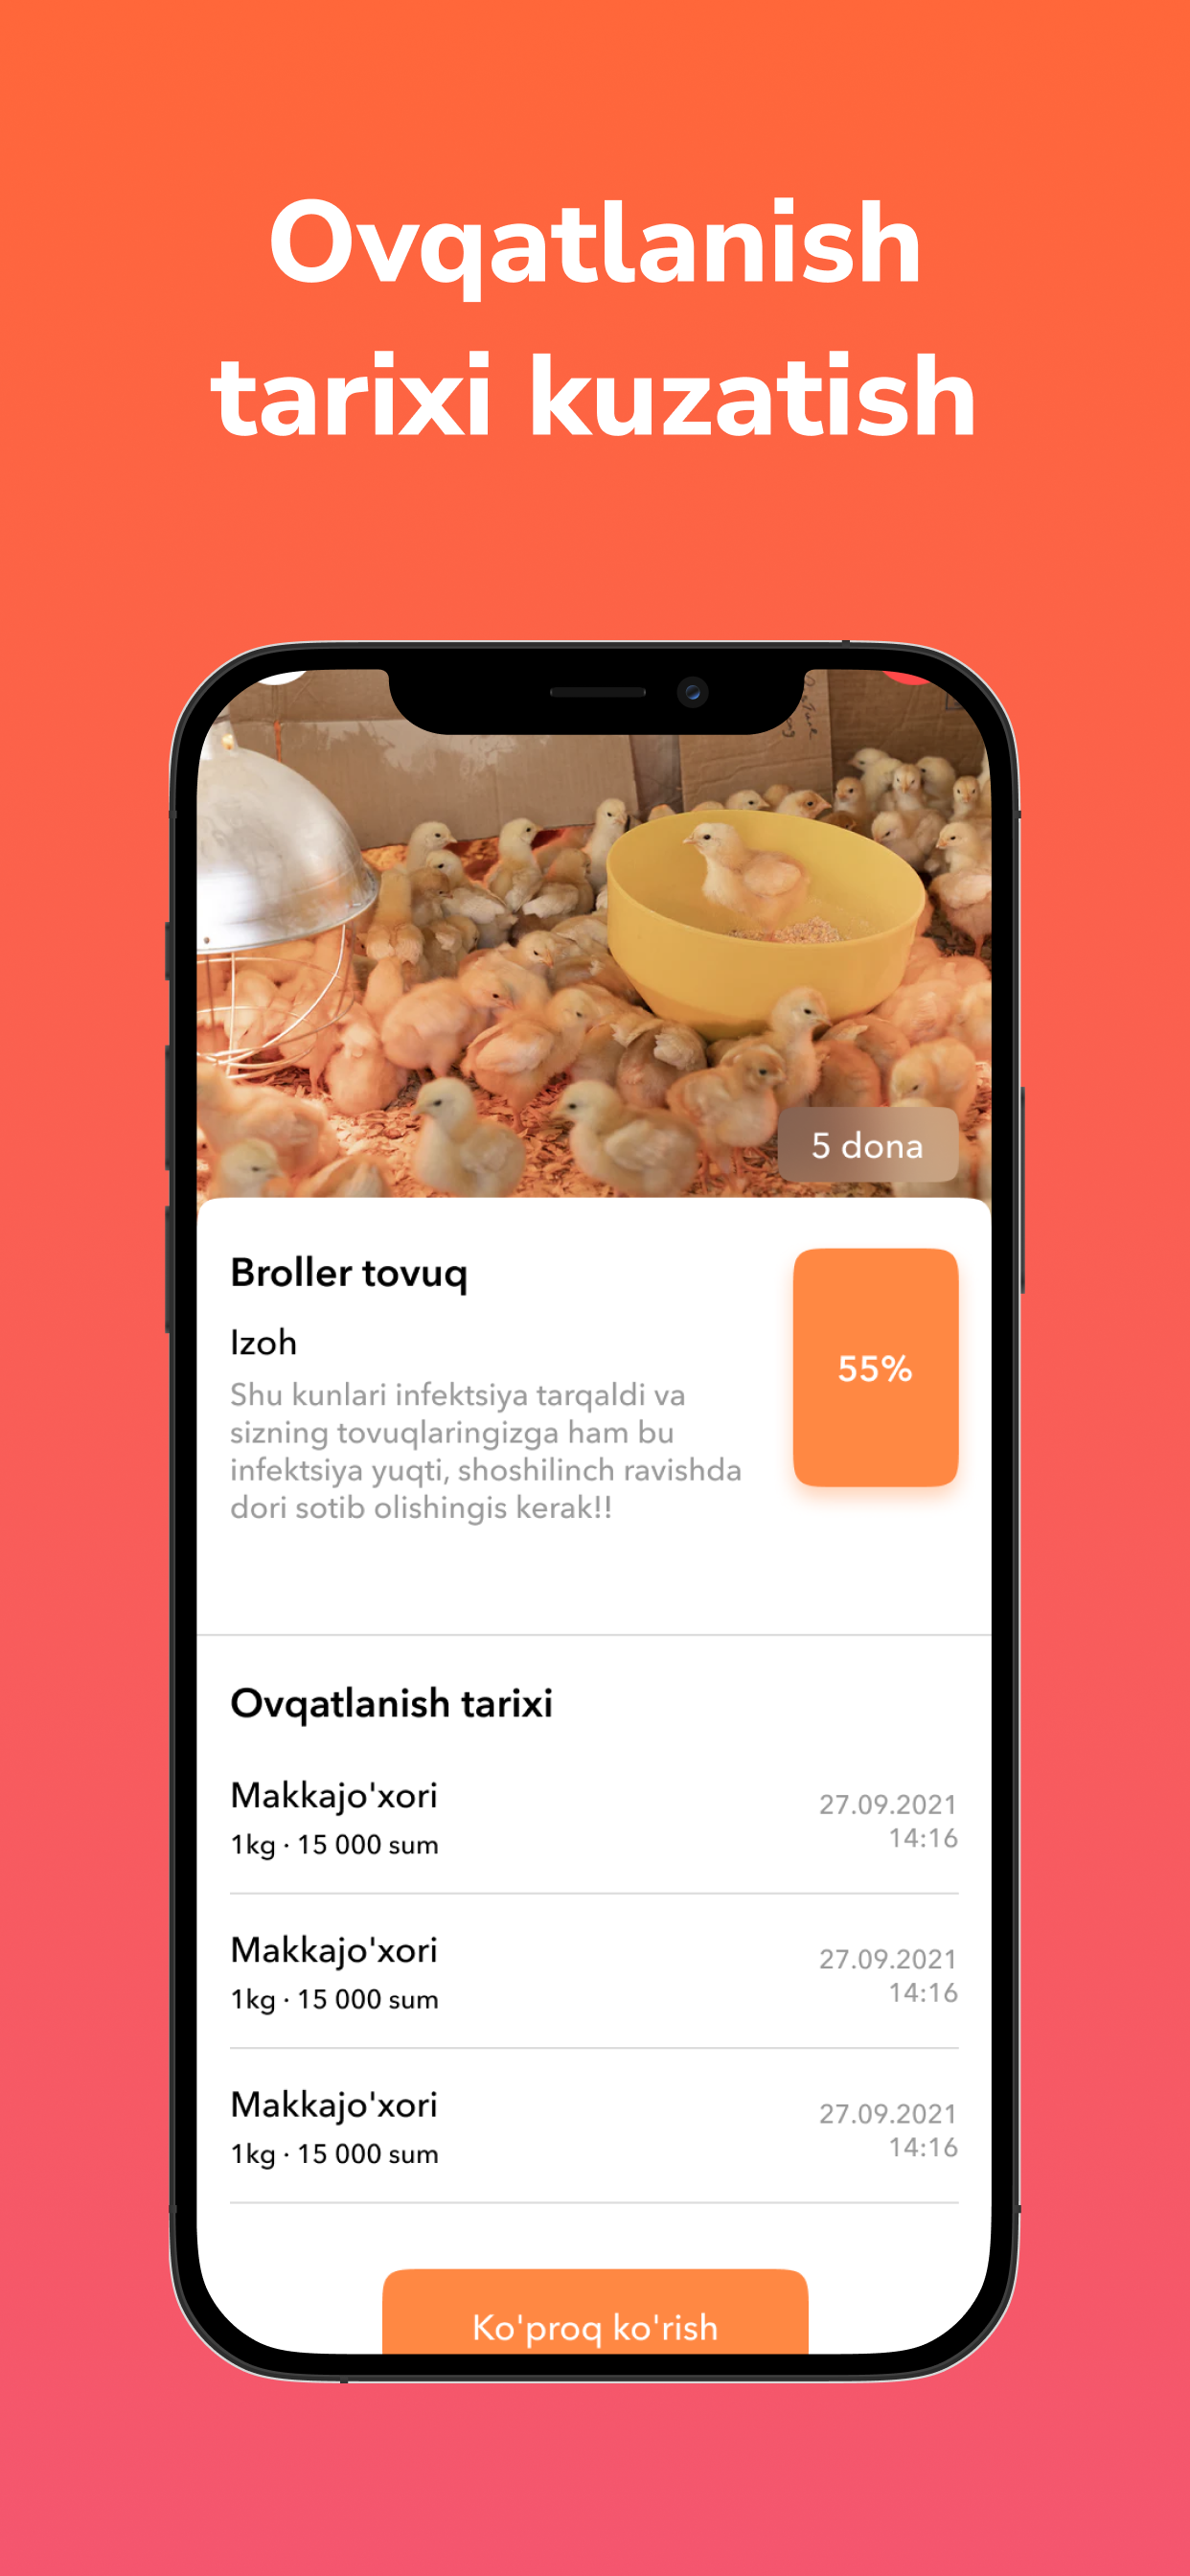 Ovqatlanish
tarixi kuzatish
5 dona
Broller tovuq
Izoh
Shu kunlari infektsiya tarqaldi va
sizning tovuqlaringizga ham bu
infektsiya yuqti, shoshilinch ravishda
dori sotib olishingis kerak!!
55%
Ovqatlanish tarixi
Makkajo'xori
1kg · 15 000 sum
27.09.2021
14:16
Makkajo'xori
1kg · 15 000 sum
27.09.2021
14:16
Makkajo'xori
1kg · 15 000 sum
27.09.2021
14:16
Ko'proq ko'rish